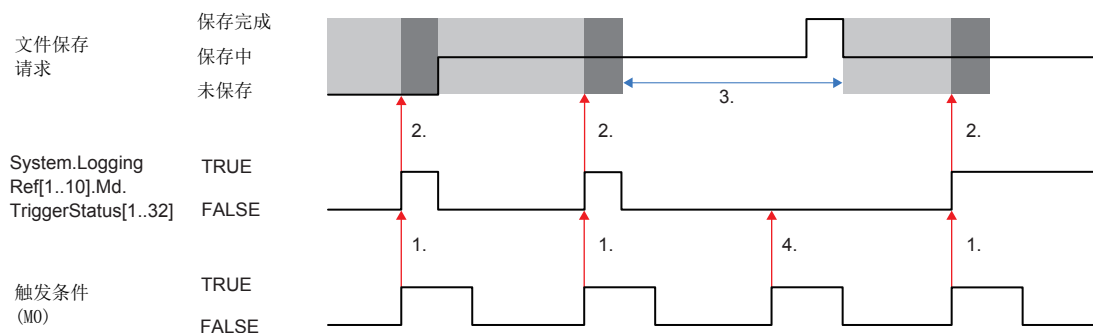 保存完成
文件保存
请求
保存中
未保存
3.
2.
2.
2.
System.Logging
Ref[1..10].Md.
TriggerStatus[1..32]
TRUE
FALSE
1.
1.
4.
1.
触发条件
(M0)
TRUE
FALSE